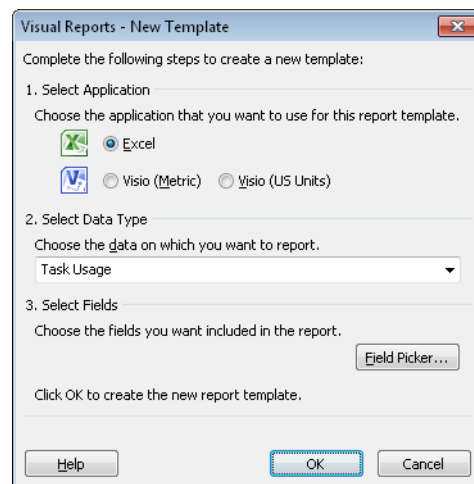 Visual Reports - New Template
Complete the following steps to create a new template:
1. Select Application
Choose the application that you want to use for this report template.
Excel
Visio (Metric) Visio (US Units)
2. Select Data Type
Choose the data on which you want to report.
Task Usage
3. Select Fields
Choose the fields you want included in the report.
Field Picker...
Click OK to create the new report template.
Help OK Cancel